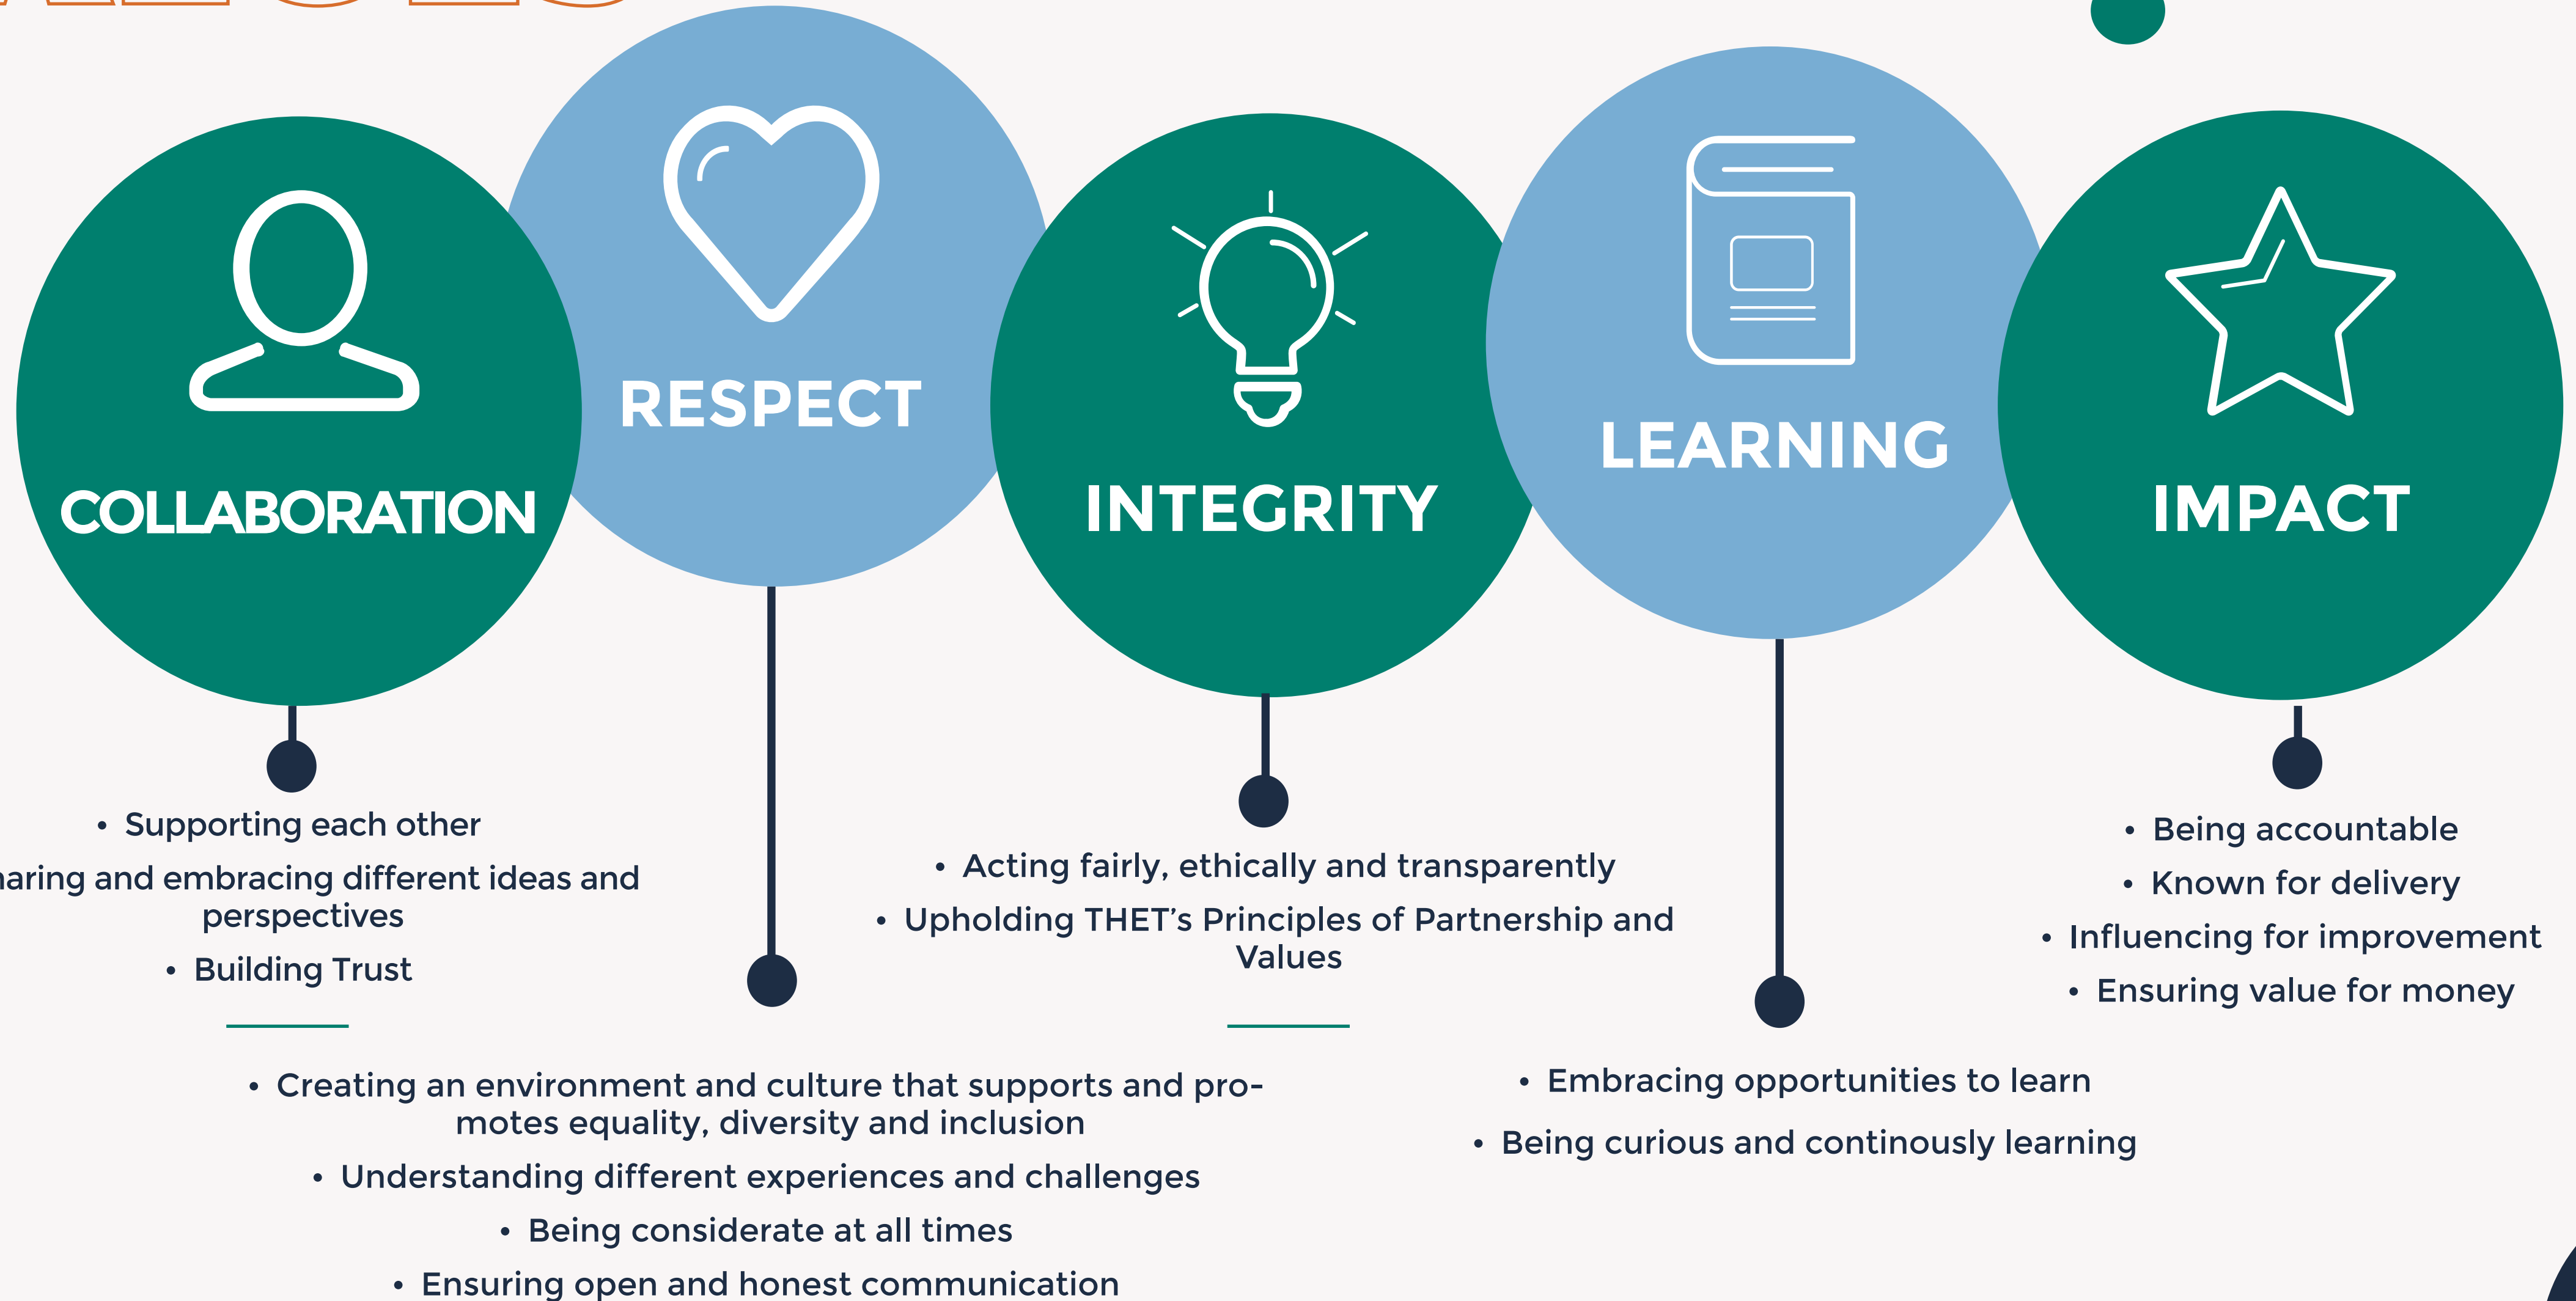 COLLABORATION
• Supporting each other
and embracing different ideas and
perspectives
• Building Trust
RESPECT
• Creating an environment and culture that supports and pro-
motes equality, diversity and inclusion
• Understanding different experiences and challenges
• Being considerate at all times
• Ensuring open and honest communication
INTEGRITY
• Acting fairly, ethically and transparently
• Upholding THET’s Principles of Partnership and
Values
LEARNING
• Embracing opportunities to learn
• Being curious and continously learning
IMPACT
• Being accountable
• Known for delivery
• Influencing for improvement
• Ensuring value for money